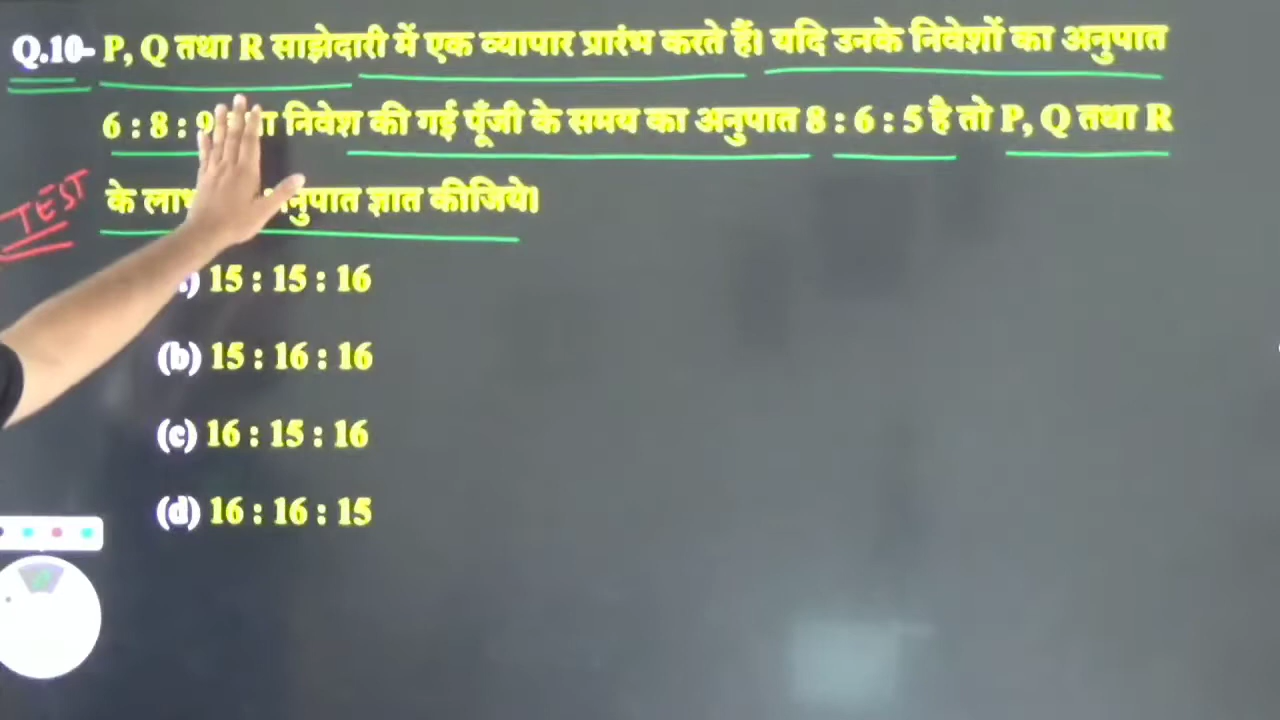 Q.10- P, Q तथा R साझेदारी में एक व्यापार प्रारंभ करते हैं। यदि उनके निवेशों का अनुपात
6 : 8 : 9 निवेश की गई पूँजी के समय का अनुपात 8 : 6 : 5 है तो P, Q तथा R
के अनुपात ज्ञात कीजिये।
TEST
15 : 15 : 16
(b) 15 : 16 : 16
(c) 16 : 15 : 16
(d) 16 : 16 : 15